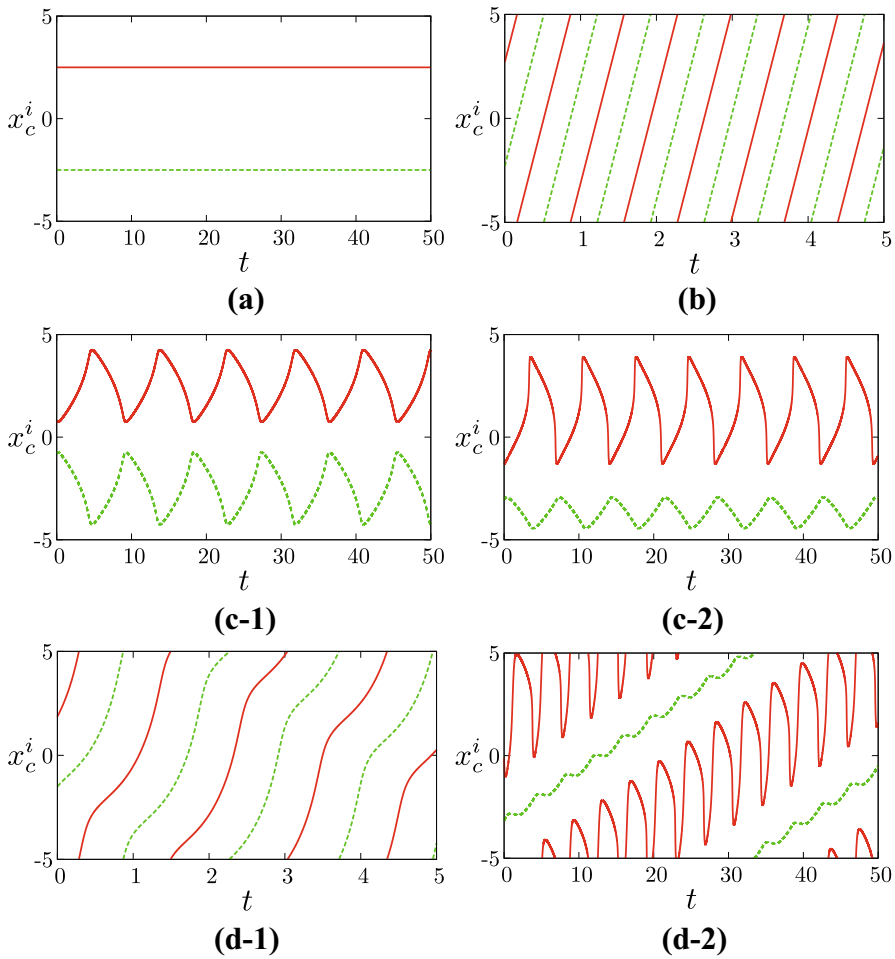 5 5
x_c^i 0 x_c^i 0
-5 -5
0 10 20 30 40 50 0 1 2 3 4 5
t t
(a) (b)
5 5
x_c^i 0 x_c^i 0
-5 -5
0 10 20 30 40 50 0 10 20 30 40 50
t t
(c-1) (c-2)
5 5
x_c^i 0 x_c^i 0
-5 -5
0 1 2 3 4 5 0 10 20 30 40 50
t t
(d-1) (d-2)